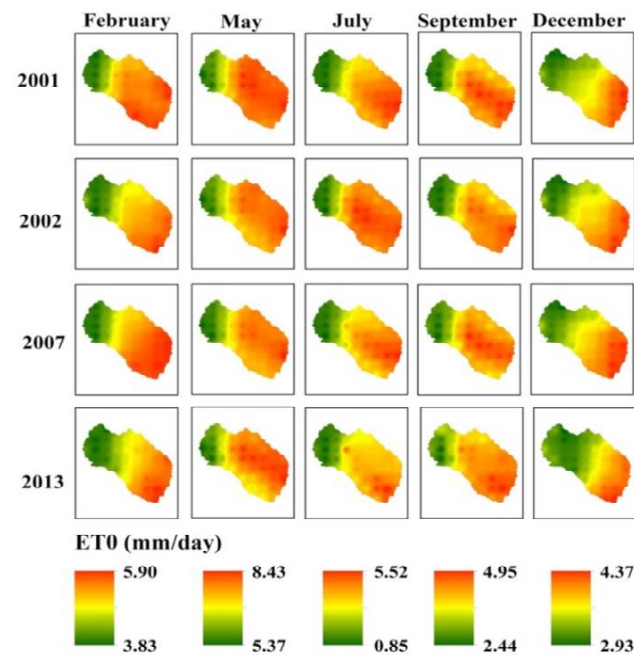 February May July September December
2001
2002
2007
2013
ET0 (mm/day)
5.90 8.43 5.52 4.95 4.37
3.83 5.37 0.85 2.44 2.93